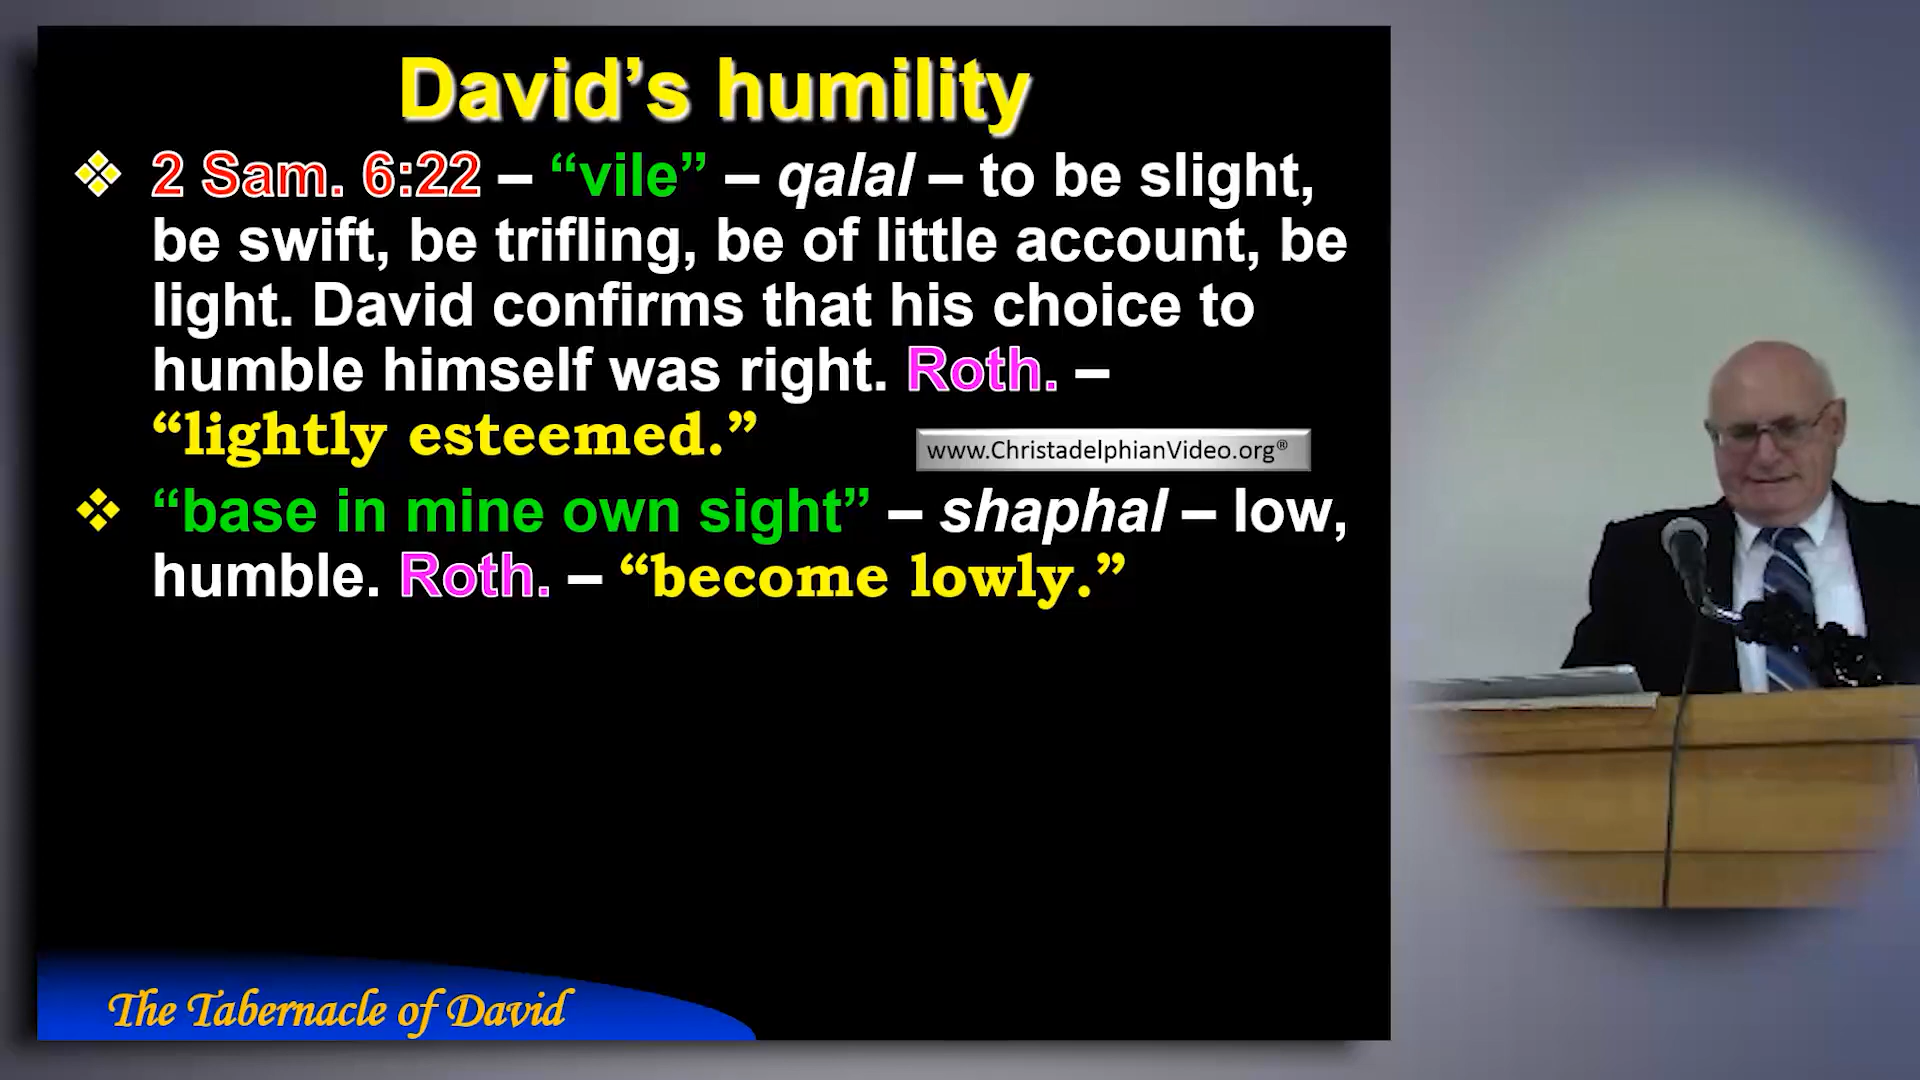 David’s humility
2 Sam. 6:22 – “vile” – qalal – to be slight,
be swift, be trifling, be of little account, be
light. David confirms that his choice to
humble himself was right. Roth. –
“lightly esteemed.”
www.ChristadelphianVideo.org®
“base in mine own sight” – shaphal – low,
humble. Roth. – “become lowly.”
The Tabernacle of David